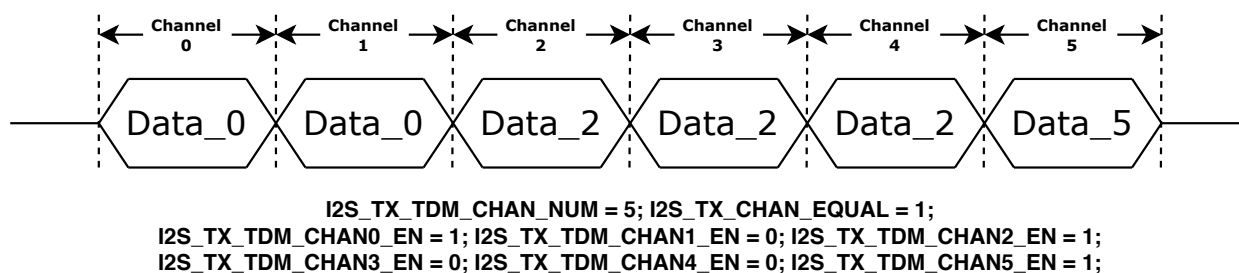 Channel Channel Channel Channel Channel Channel
0 1 2 3 4 5
Data_0 Data_0 Data_2 Data_2 Data_2 Data_5
I2S_TX_TDM_CHAN_NUM = 5; I2S_TX_CHAN_EQUAL = 1;
I2S_TX_TDM_CHAN0_EN = 1; I2S_TX_TDM_CHAN1_EN = 0; I2S_TX_TDM_CHAN2_EN = 1;
I2S_TX_TDM_CHAN3_EN = 0; I2S_TX_TDM_CHAN4_EN = 0; I2S_TX_TDM_CHAN5_EN = 1;